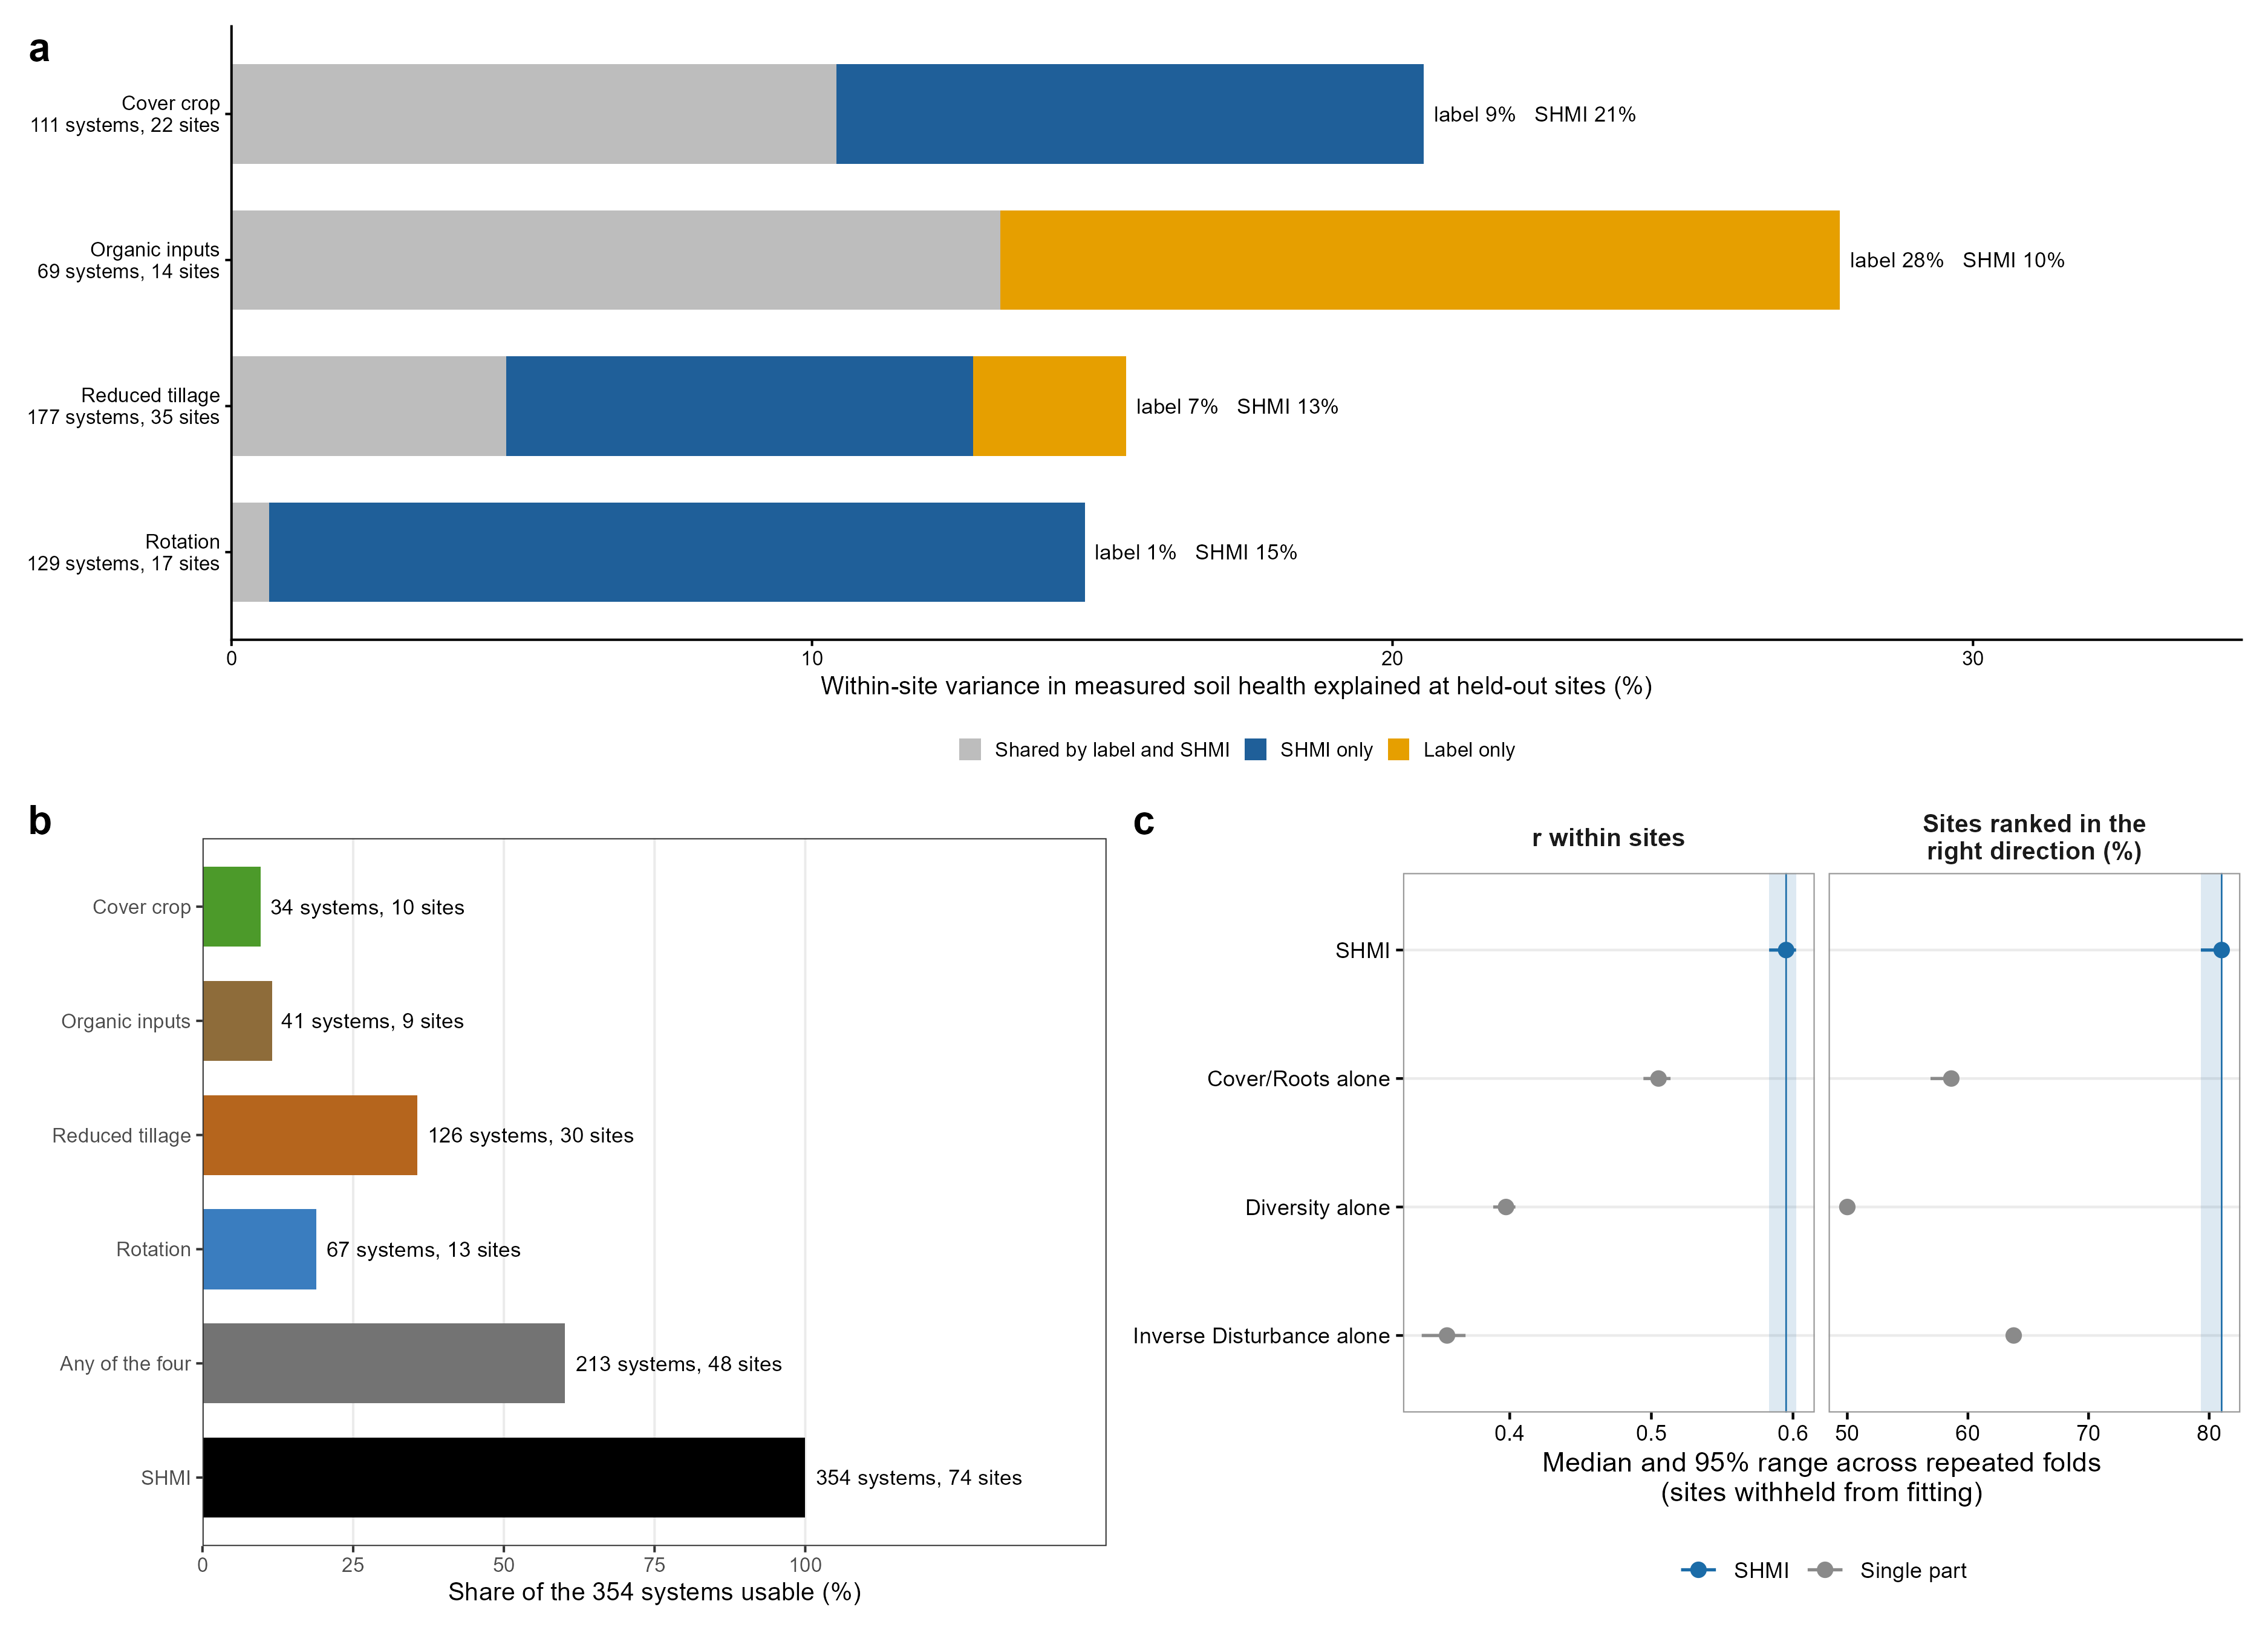 a
Cover crop
111 systems, 22 sites
label 9% SHMI 21%
Organic inputs
69 systems, 14 sites
label 28% SHMI 10%
Reduced tillage
177 systems, 35 sites
label 7% SHMI 13%
Rotation
129 systems, 17 sites
label 1% SHMI 15%
0 10 20 30
Within-site variance in measured soil health explained at held-out sites (%)
Shared by label and SHMI SHMI only Label only
b
Cover crop 34 systems, 10 sites
Organic inputs 41 systems, 9 sites
Reduced tillage 126 systems, 30 sites
Rotation 67 systems, 13 sites
Any of the four 213 systems, 48 sites
SHMI 354 systems, 74 sites
0 25 50 75 100
Share of the 354 systems usable (%)
c
r within sites
Sites ranked in the
right direction (%)
SHMI
Cover/Roots alone
Diversity alone
Inverse Disturbance alone
0.4 0.5 0.6 50 60 70 80
Median and 95% range across repeated folds
(sites withheld from fitting)
SHMI Single part